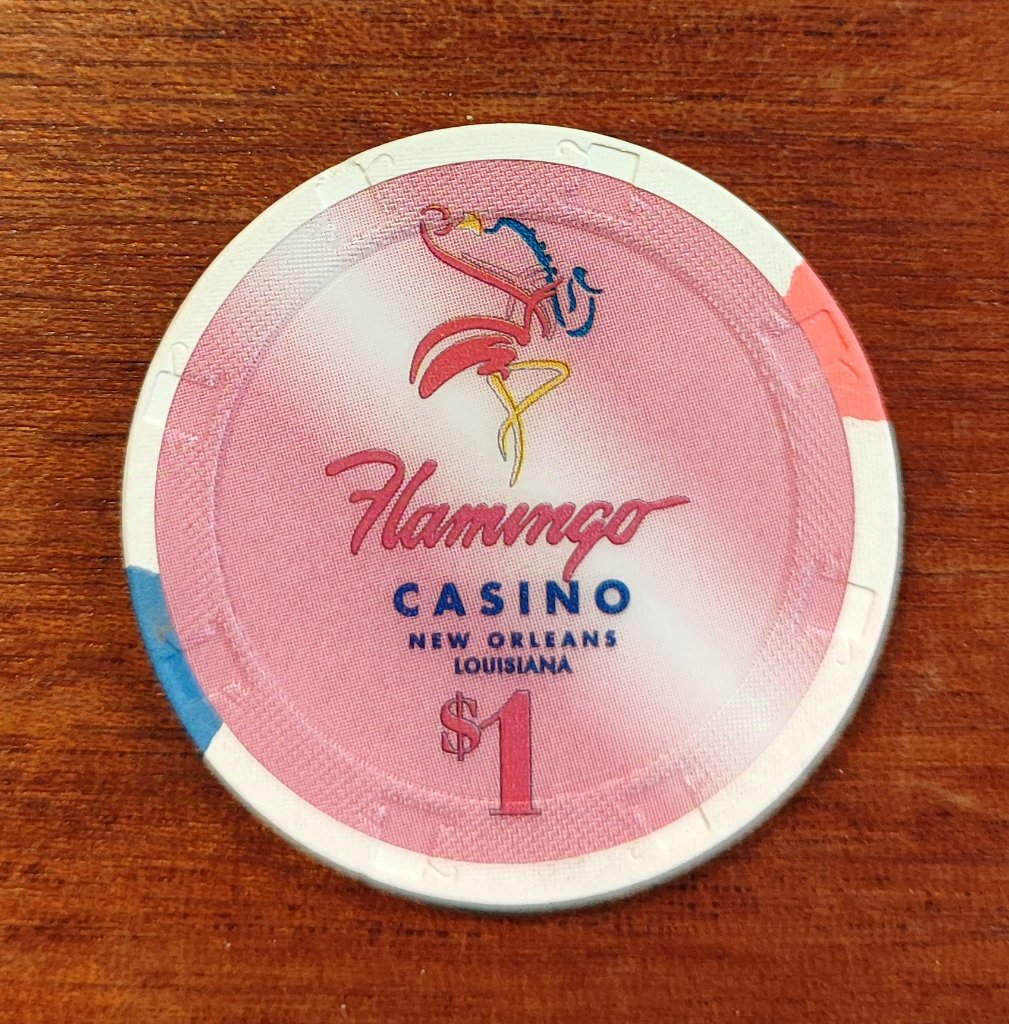 Flamingo
CASINO
NEW ORLEANS
LOUISIANA
$1